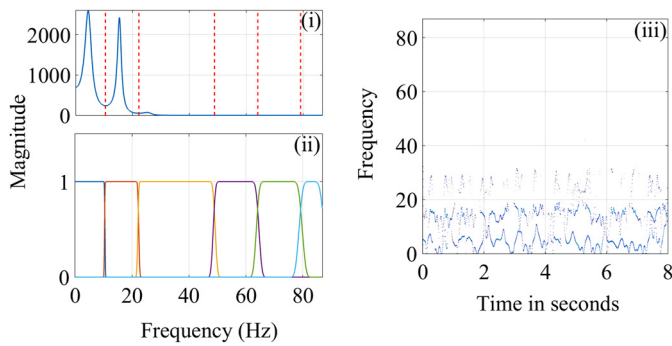 (i)
2000
1000
0
Magnitude
(ii)
1
0
0 20 40 60 80
Frequency (Hz)
(iii)
80
60
40
20
0
Frequency
0 2 4 6 8
Time in seconds